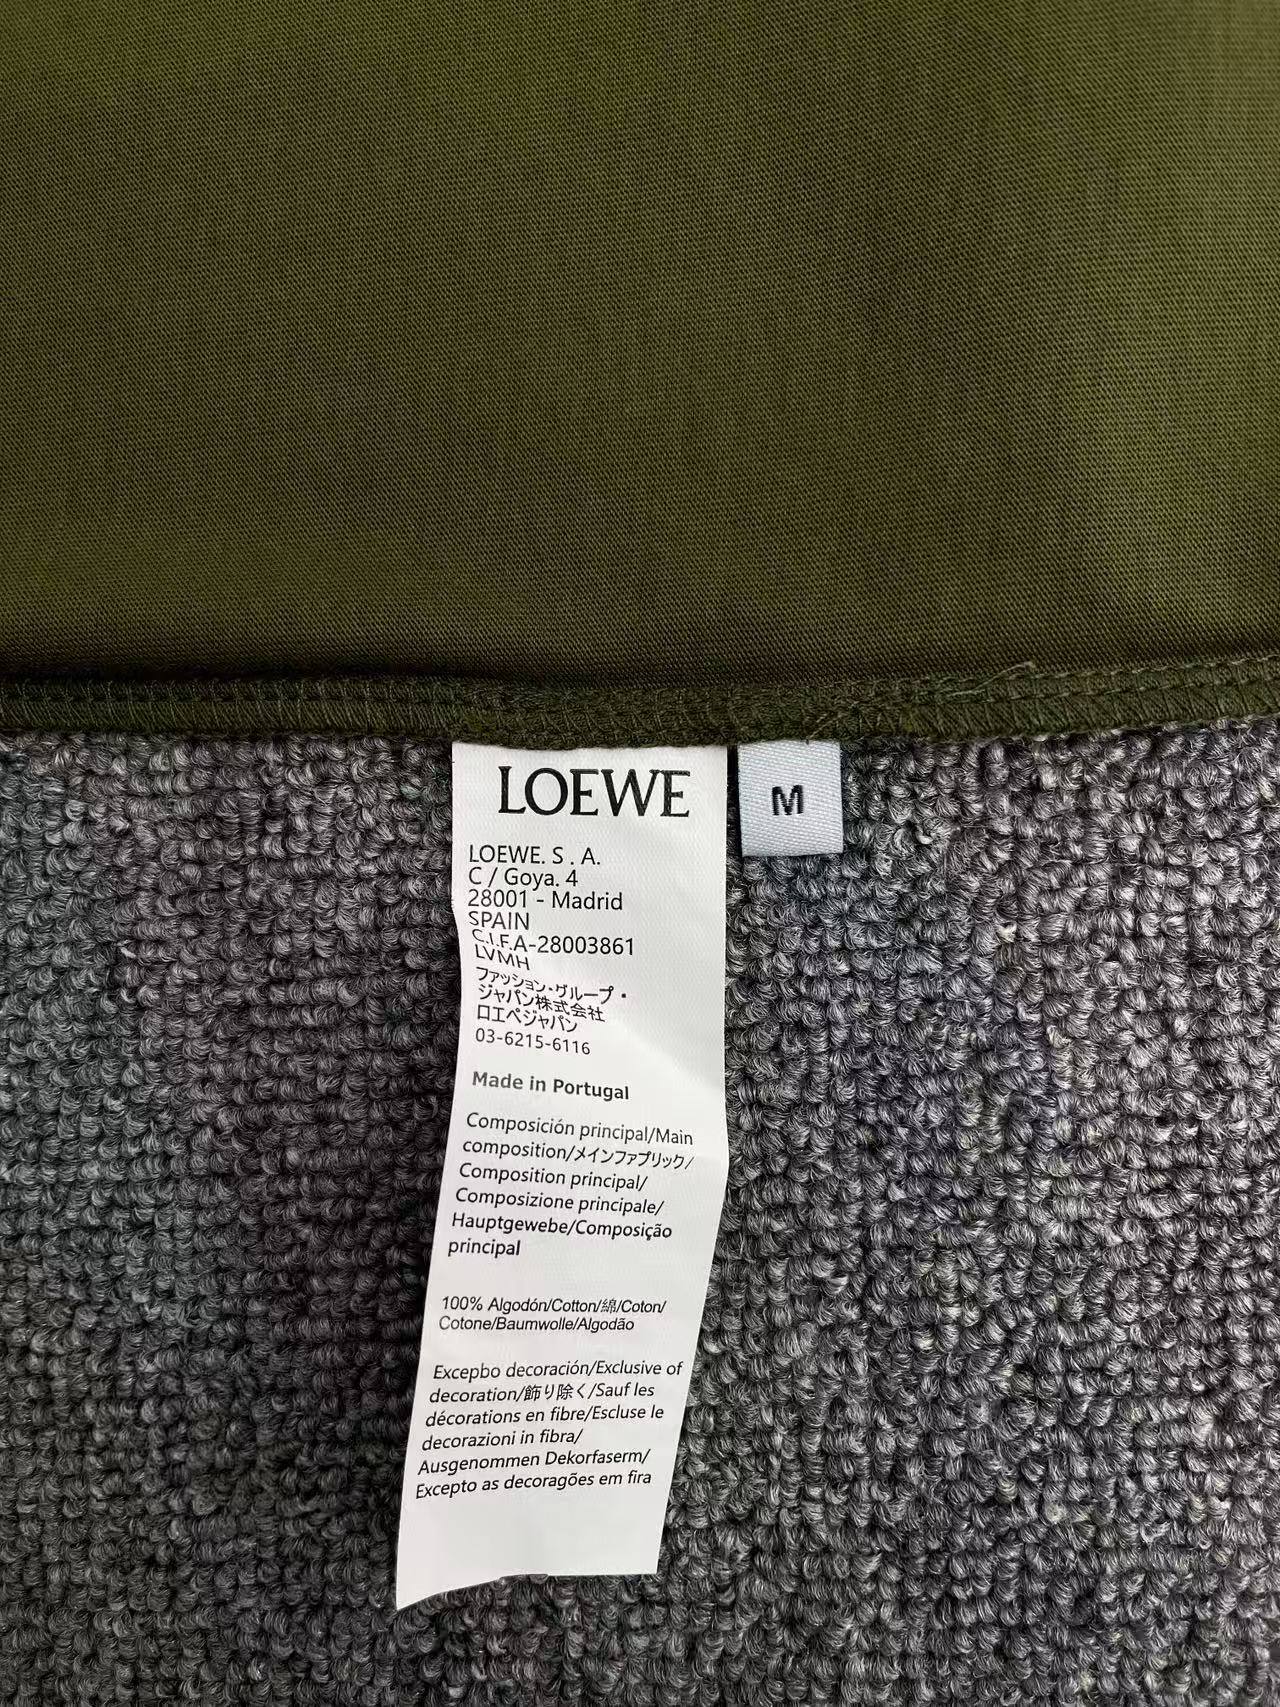 LOEWE
M
LOEWE. S . A.
C / Goya. 4
28001 - Madrid
SPAIN
C.I.F.A-28003861
LVMH
ファッション・グループ・
ジャパン株式会社
ロエペジャパン
03-6215-6116
Made in Portugal
Composición principal/Main
composition/メインファブリック/
Composition principal/
Composizione principale/
Hauptgewebe/Composição
principal
100% Algodón/Cotton/綿/Coton/
Cotone/Baumwolle/Algodão
Excepbo decoración/Exclusive of
decoration/飾り除く/Sauf les
décorations en fibre/Escluse le
decorazioni in fibra/
Ausgenommen Dekorfaserm/
Excepto as decoragões em fira